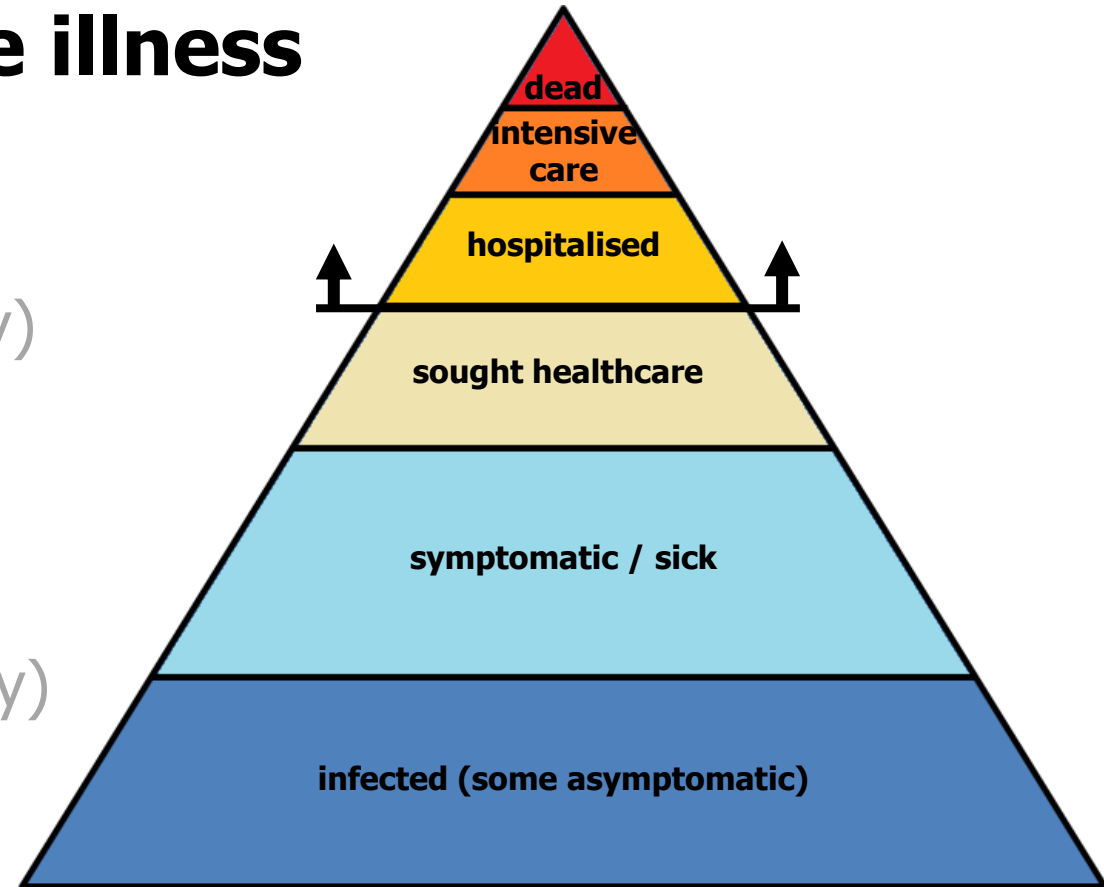 e illness
dead
intensive
care
hospitalised
y)
sought healthcare
symptomatic / sick
y)
infected (some asymptomatic)